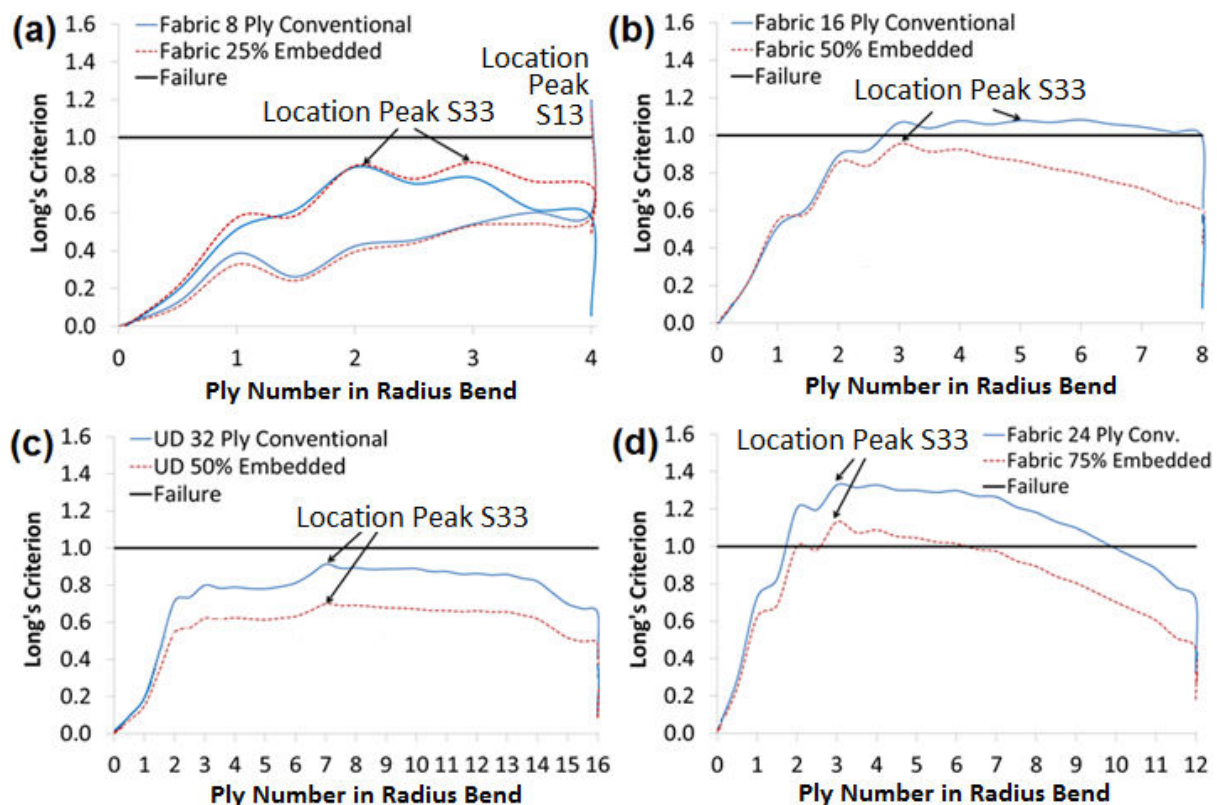 (a)
Fabric 8 Ply Conventional
Fabric 25% Embedded
Failure
Location
Peak
S13
Location Peak S33
Long's Criterion
1.6
1.4
1.2
1.0
0.8
0.6
0.4
0.2
0.0
0 1 2 3 4
Ply Number in Radius Bend
(b)
Fabric 16 Ply Conventional
Fabric 50% Embedded
Failure
Location Peak S33
Long's Criterion
1.6
1.4
1.2
1.0
0.8
0.6
0.4
0.2
0.0
0 1 2 3 4 5 6 7 8
Ply Number in Radius Bend
(c)
UD 32 Ply Conventional
UD 50% Embedded
Failure
Location Peak S33
Long's Criterion
1.6
1.4
1.2
1.0
0.8
0.6
0.4
0.2
0.0
0 1 2 3 4 5 6 7 8 9 10 11 12 13 14 15 16
Ply Number in Radius Bend
(d)
Location Peak S33
Fabric 24 Ply Conv.
Fabric 75% Embedded
Failure
Long's Criterion
1.6
1.4
1.2
1.0
0.8
0.6
0.4
0.2
0.0
0 1 2 3 4 5 6 7 8 9 10 11 12
Ply Number in Radius Bend